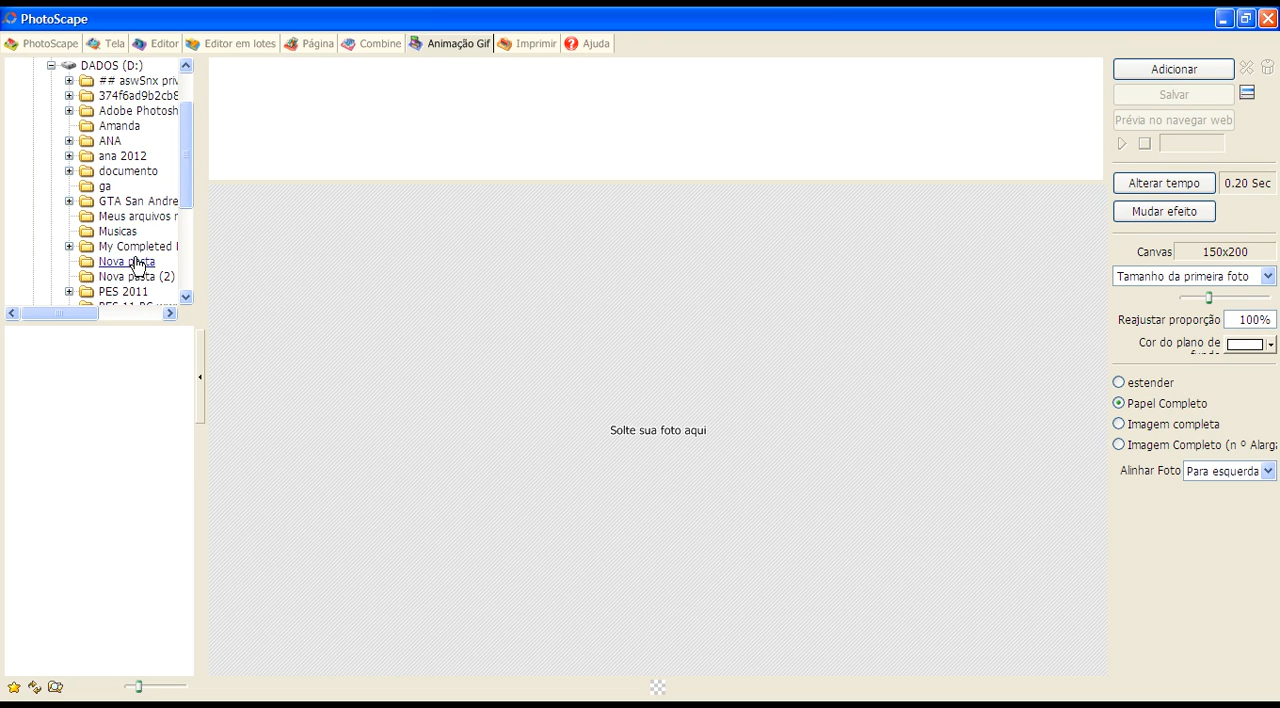 PhotoScape
PhotoScape Tela Editor Editor em lotes Página Combine Animação Gif Imprimir Ajuda
DADOS (D:)
## aswSnx priv
374f6ad9b2cb8
Adobe Photosh
Amanda
ANA
ana 2012
documento
ga
GTA San Andre
Meus arquivos r
Musicas
My Completed
Nova pasta
Nova pasta (2)
PES 2011
Solte sua foto aqui
Adicionar
Salvar
Prévia no navegar web
Alterar tempo 0.20 Sec
Mudar efeito
Canvas 150x200
Tamanho da primeira foto
Reajustar proporção 100%
Cor do plano de
estender
Papel Completo
Imagem completa
Imagem Completo (n º Alarg
Alinhar Foto Para esquerda